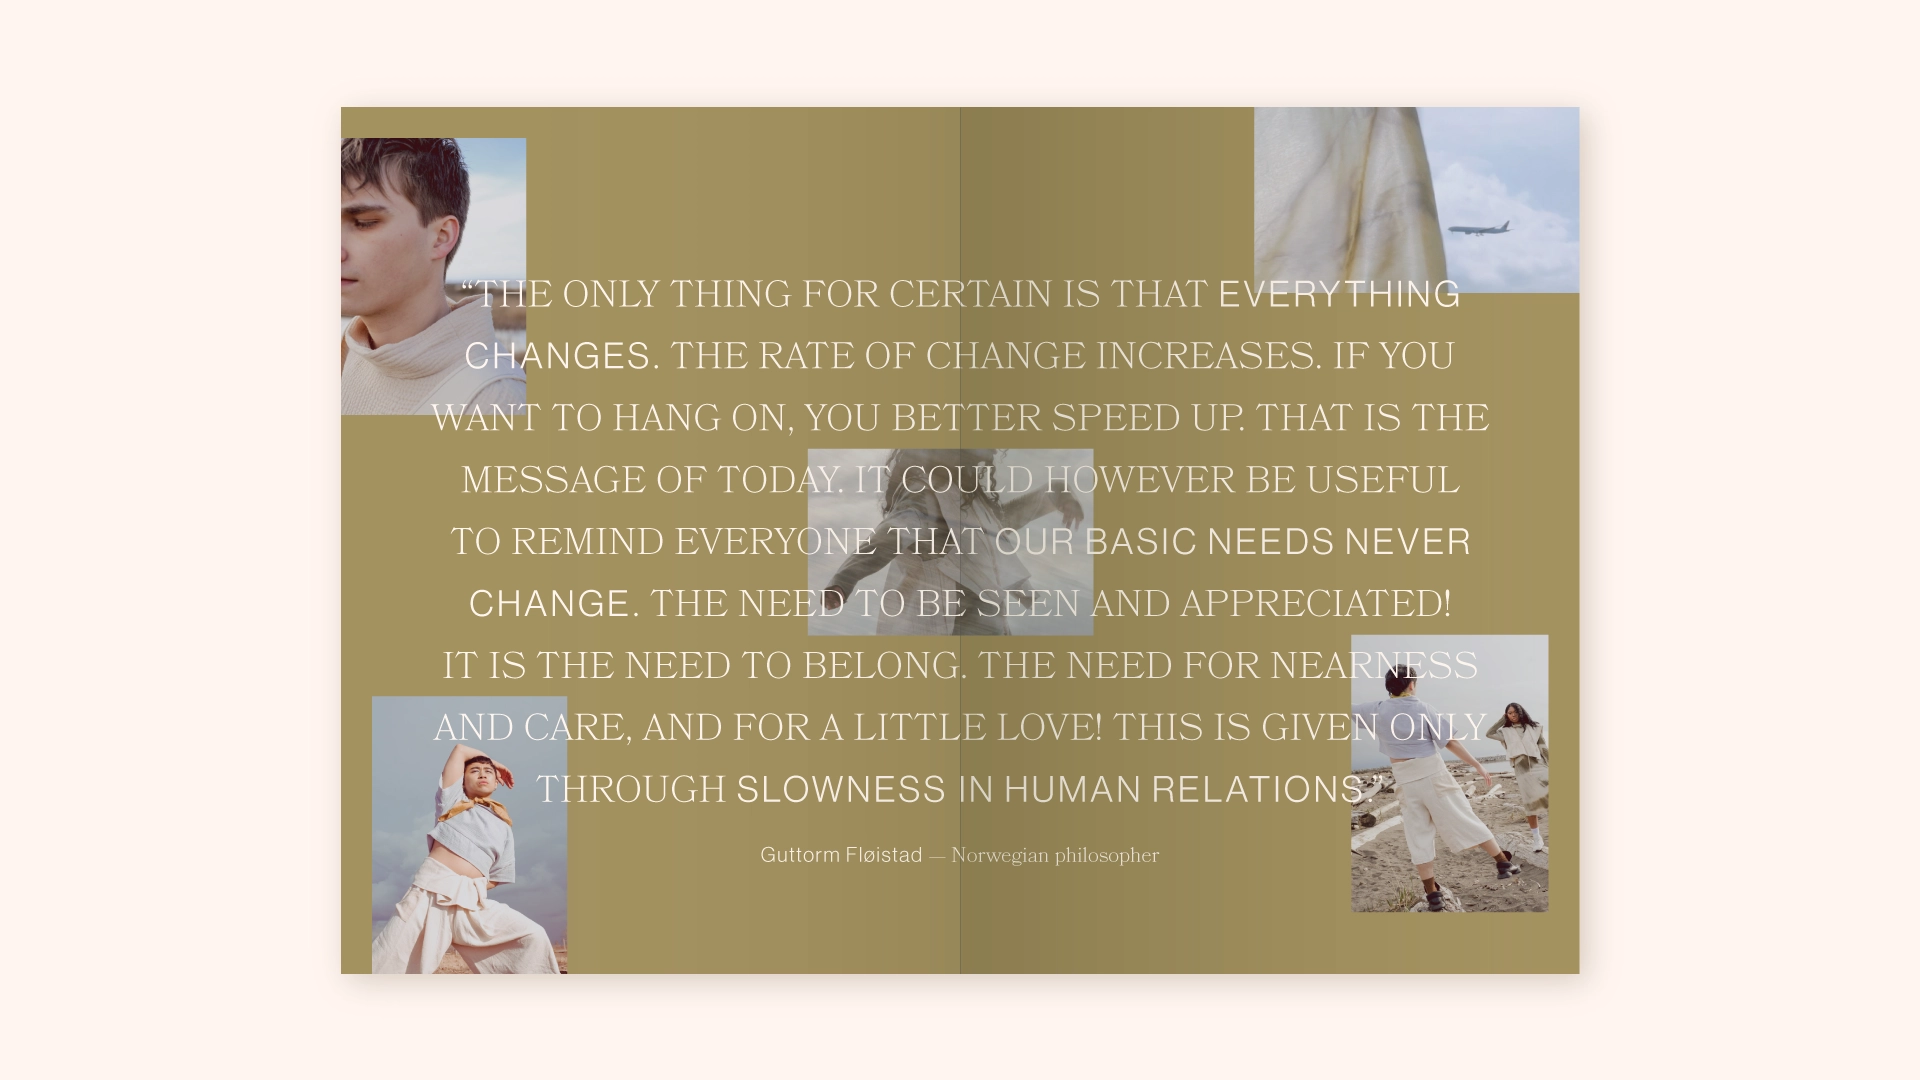 “THE ONLY THING FOR CERTAIN IS THAT EVERYTHING
CHANGES. THE RATE OF CHANGE INCREASES. IF YOU
WANT TO HANG ON, YOU BETTER SPEED UP. THAT IS THE
MESSAGE OF TODAY. IT COULD HOWEVER BE USEFUL
TO REMIND EVERYONE THAT OUR BASIC NEEDS NEVER
CHANGE. THE NEED TO BE SEEN AND APPRECIATED!
IT IS THE NEED TO BELONG. THE NEED FOR NEARNESS
AND CARE, AND FOR A LITTLE LOVE! THIS IS GIVEN ONLY
THROUGH SLOWNESS IN HUMAN RELATIONS.”
Guttorm Fløistad — Norwegian philosopher